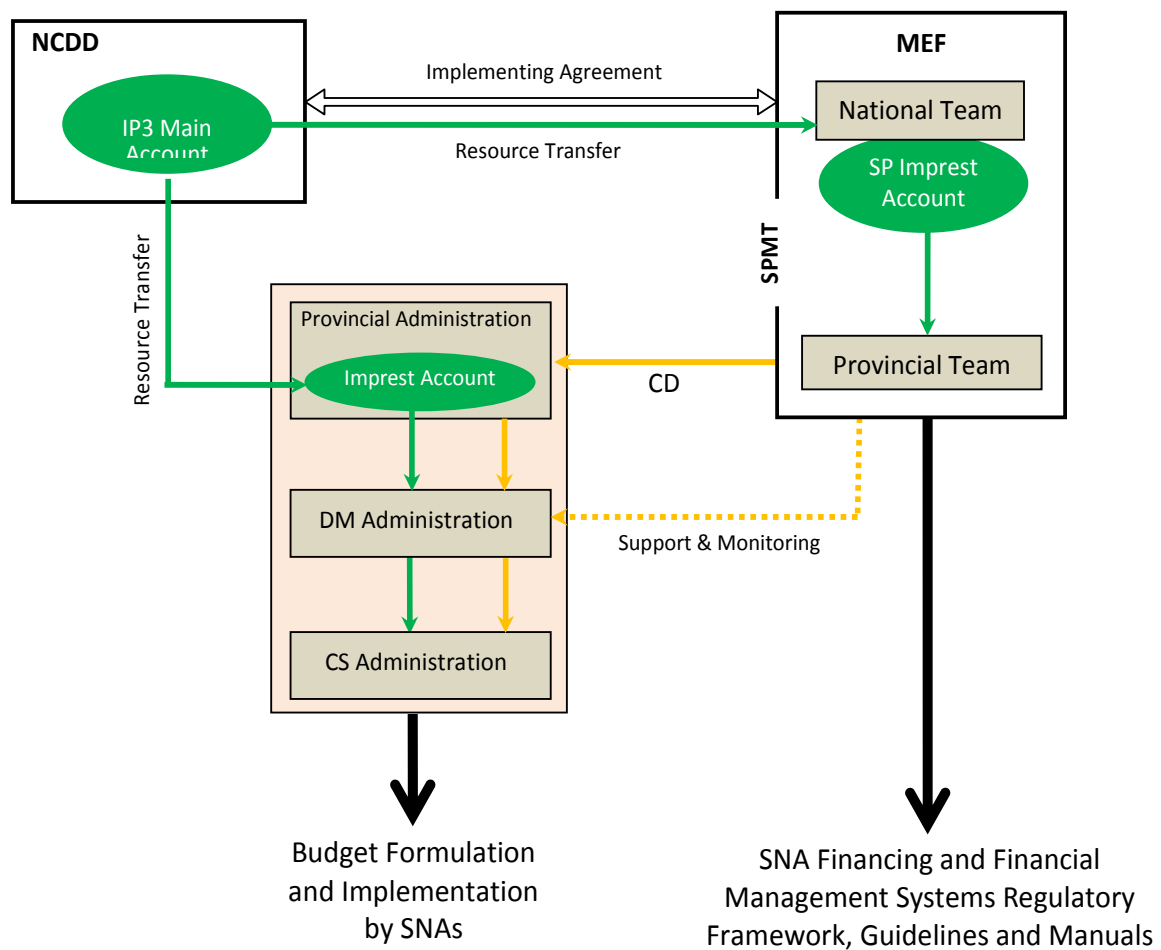 NCDD
MEF
Implementing Agreement
IP3 Main
Account
National Team
Resource Transfer
SP Imprest
Account
SPMT
Resource Transfer
Provincial Administration
Imprest Account
CD
Provincial Team
DM Administration
Support & Monitoring
CS Administration
Budget Formulation
and Implementation
by SNAs
SNA Financing and Financial
Management Systems Regulatory
Framework, Guidelines and Manuals